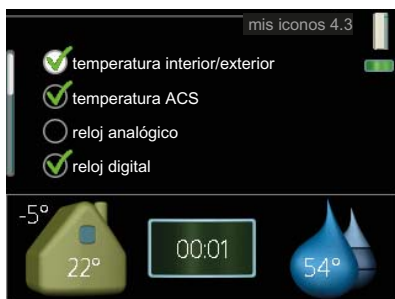 mis iconos 4.3
temperatura interior/exterior
temperatura ACS
reloj analógico
reloj digital
-5°
22°
00:01
54°